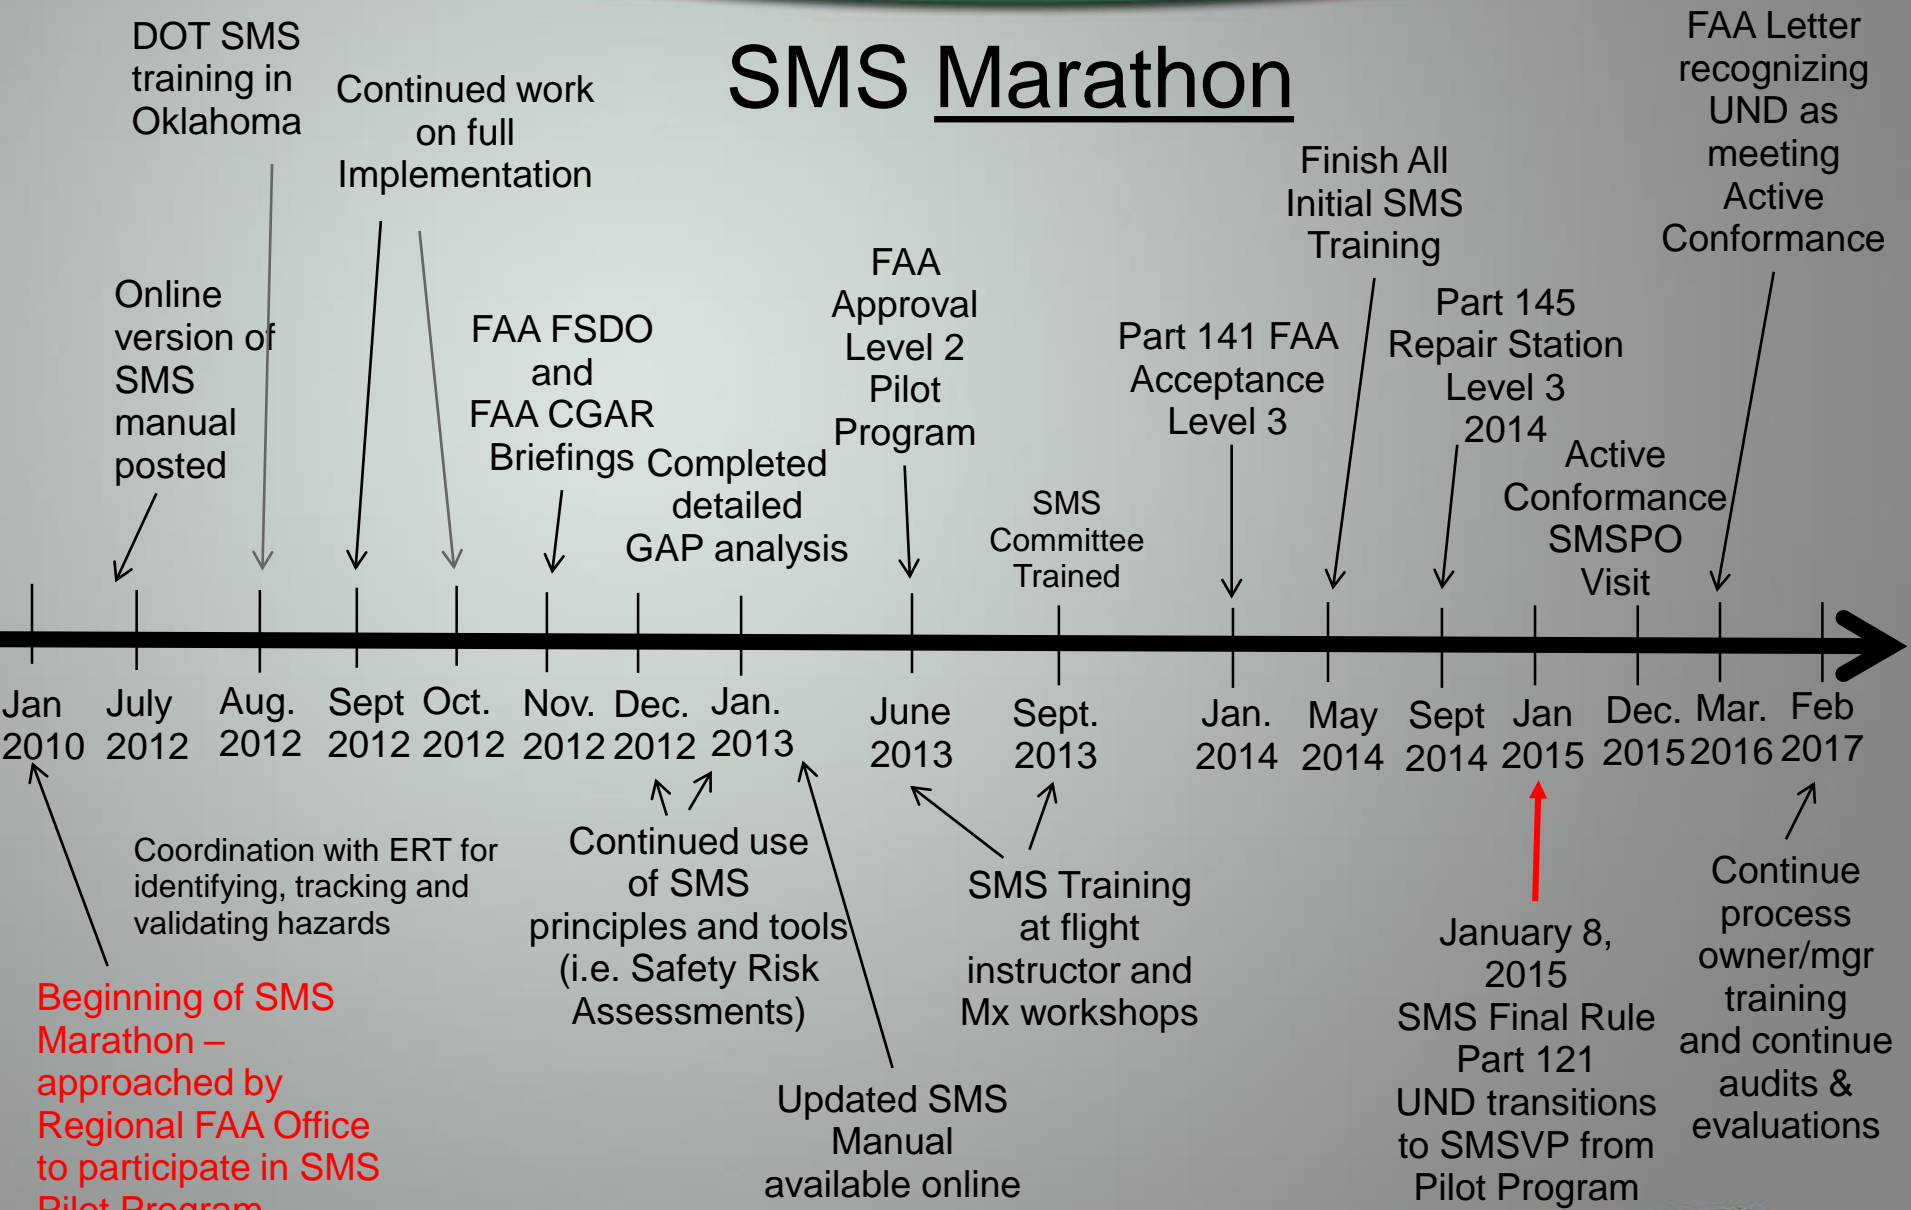 SMS Marathon
DOT SMS
training in
Oklahoma
Continued work
on full
Implementation
Online
version of
SMS
manual
posted
FAA FSDO
and
FAA CGAR
Briefings
Completed
detailed
GAP analysis
FAA
Approval
Level 2
Pilot
Program
SMS
Committee
Trained
Part 141 FAA
Acceptance
Level 3
Finish All
Initial SMS
Training
Part 145
Repair Station
Level 3
2014
Active
Conformance
SMSPO
Visit
FAA Letter
recognizing
UND as
meeting
Active
Conformance
Jan
2010
July
2012
Aug.
2012
Sept
2012
Oct.
2012
Nov.
2012
Dec.
2012
Jan.
2013
June
2013
Sept.
2013
Jan.
2014
May
2014
Sept
2014
Jan
2015
Dec.
2015
Mar.
2016
Feb
2017
Beginning of SMS
Marathon –
approached by
Regional FAA Office
to participate in SMS
Pilot Program
Coordination with ERT for
identifying, tracking and
validating hazards
Continued use
of SMS
principles and tools
(i.e. Safety Risk
Assessments)
Updated SMS
Manual
available online
SMS Training
at flight
instructor and
Mx workshops
January 8,
2015
SMS Final Rule
Part 121
UND transitions
to SMSVP from
Pilot Program
Continue
process
owner/mgr
training
and continue
audits &
evaluations